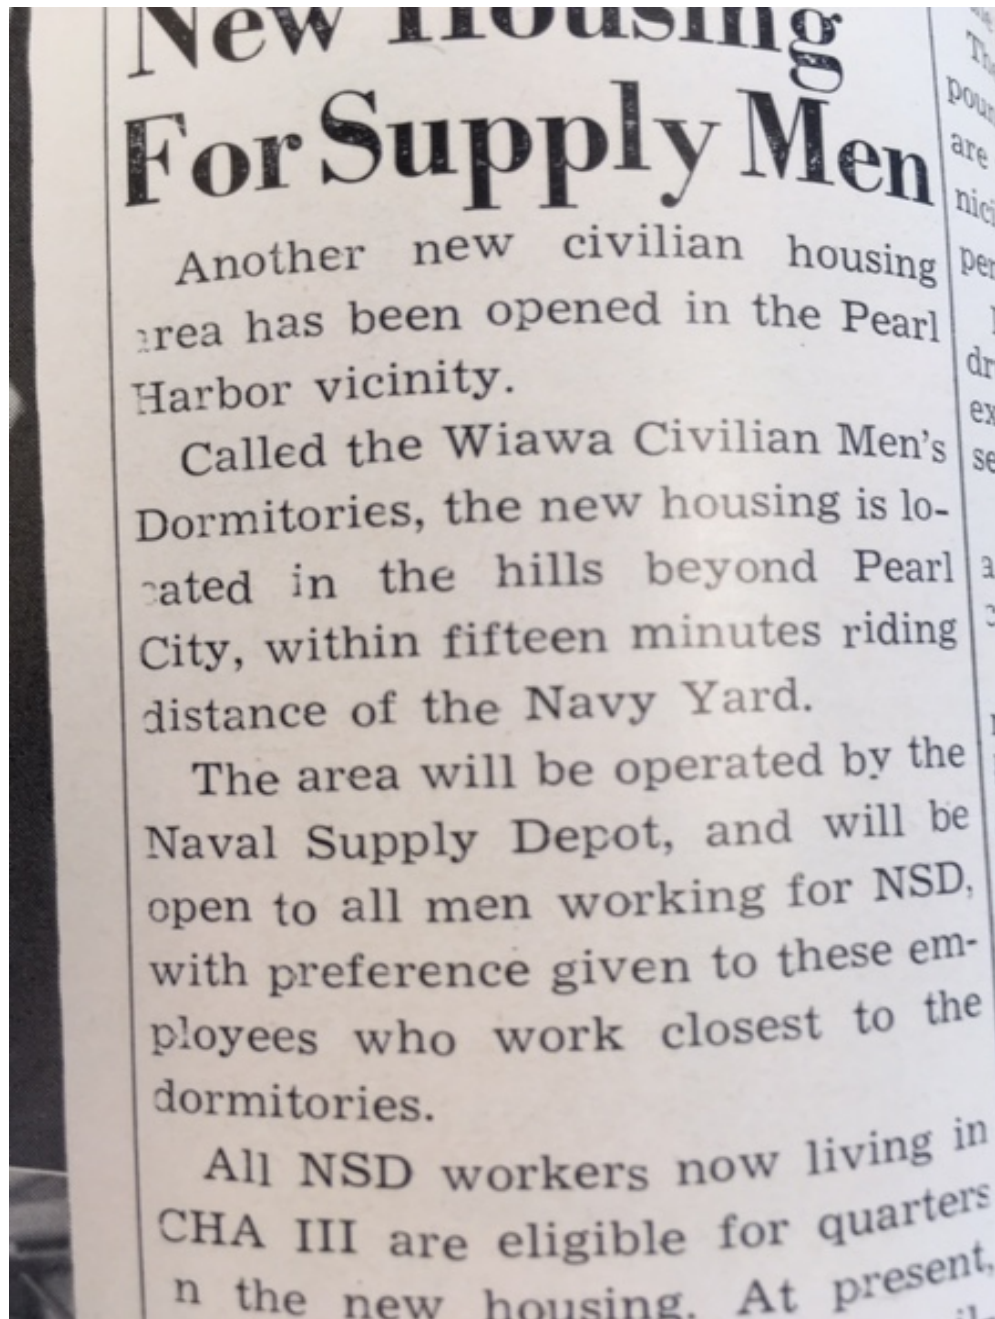 New Housing
For Supply Men
Another new civilian housing
area has been opened in the Pearl
Harbor vicinity.
Called the Wiawa Civilian Men's
Dormitories, the new housing is lo-
cated in the hills beyond Pearl
City, within fifteen minutes riding
distance of the Navy Yard.
The area will be operated by the
Naval Supply Depot, and will be
open to all men working for NSD,
with preference given to these em-
ployees who work closest to the
dormitories.
All NSD workers now living in
CHA III are eligible for quarters
n the new housing. At present,
are